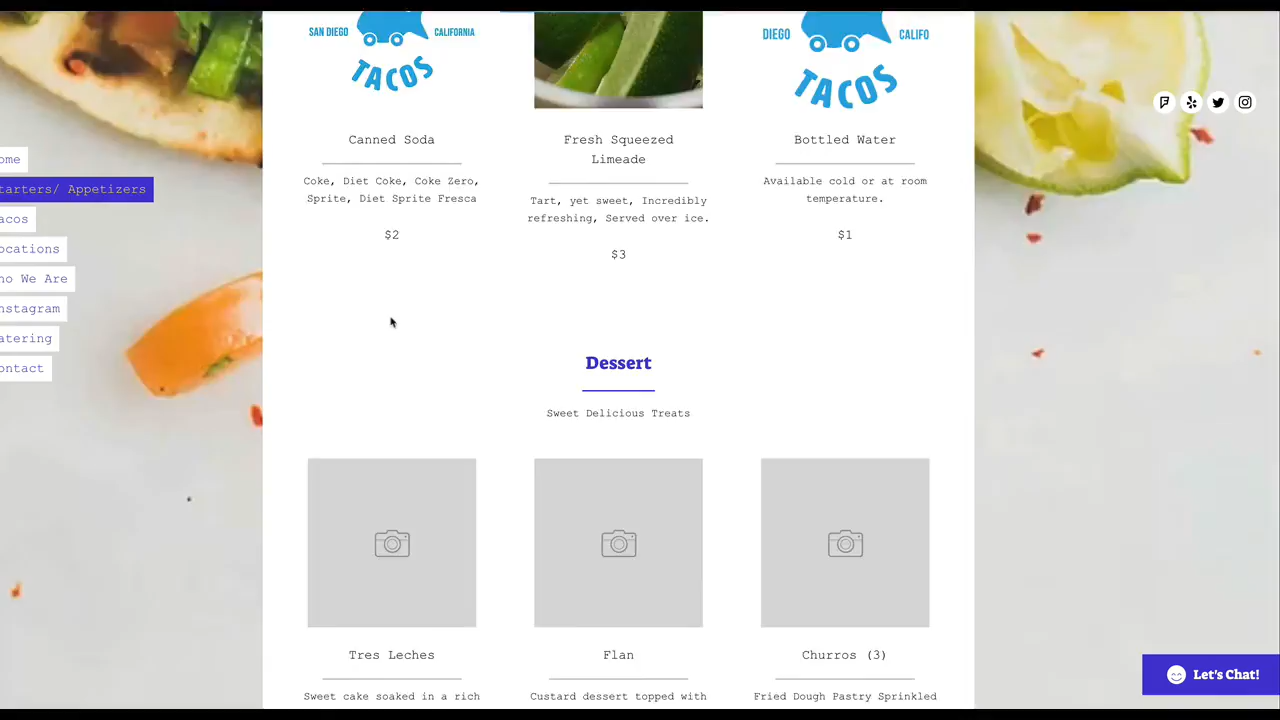 SAN DIEGO CALIFORNIA
TACOS
DIEGO CALIFO
TACOS
ome
tarters/ Appetizers
acos
ocations
ho We Are
nstagram
atering
ontact
Canned Soda
Coke, Diet Coke, Coke Zero,
Sprite, Diet Sprite Fresca
$2
Fresh Squeezed
Limeade
Tart, yet sweet, Incredibly
refreshing, Served over ice.
$3
Bottled Water
Available cold or at room
temperature.
$1
Dessert
Sweet Delicious Treats
Tres Leches
Sweet cake soaked in a rich
Flan
Custard dessert topped with
Churros (3)
Fried Dough Pastry Sprinkled
Let's Chat!